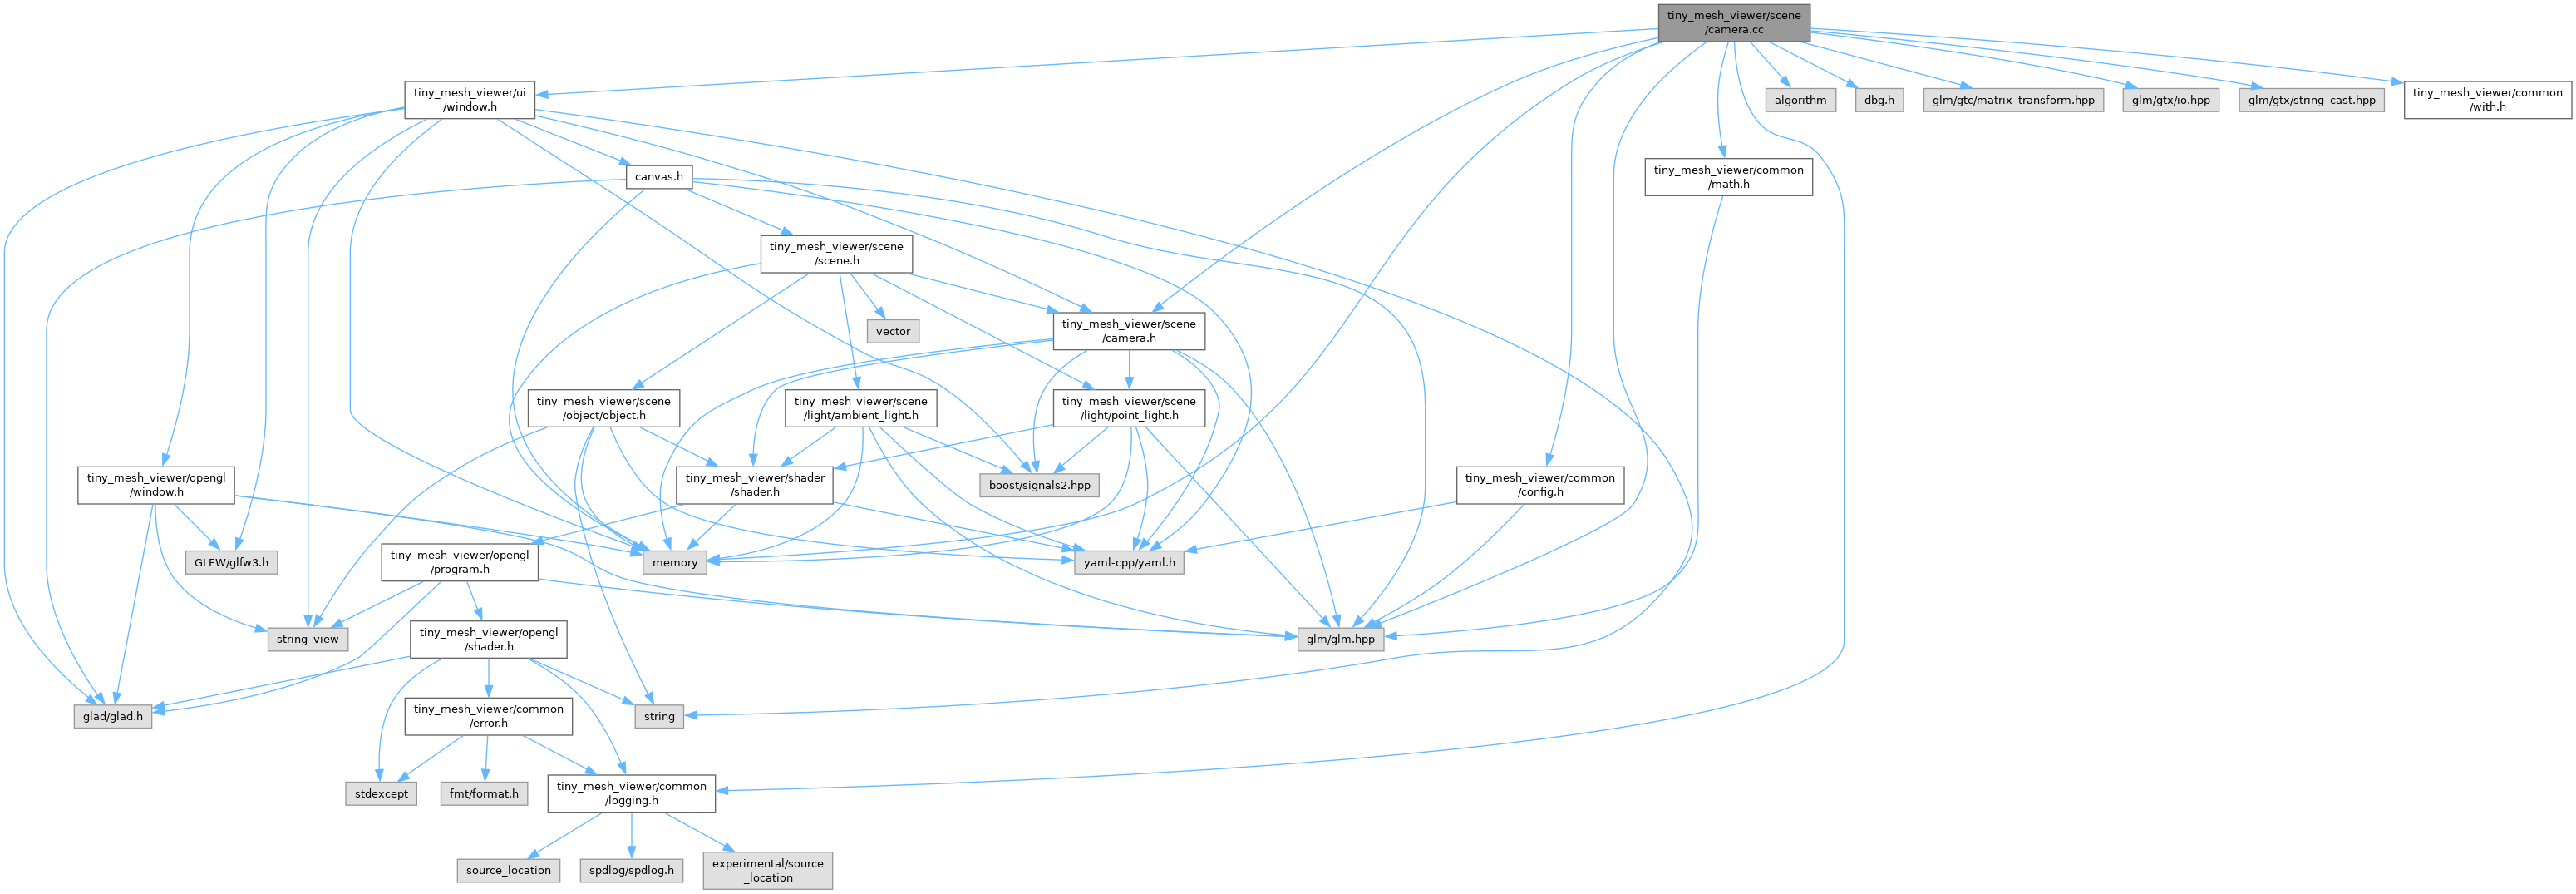 tiny_mesh_viewer/scene
/camera.cc
tiny_mesh_viewer/ui
/window.h
algorithm
dbg.h
glm/gtc/matrix_transform.hpp
glm/gtx/io.hpp
glm/gtx/string_cast.hpp
tiny_mesh_viewer/common
/with.h
canvas.h
tiny_mesh_viewer/common
/math.h
tiny_mesh_viewer/scene
/scene.h
vector
tiny_mesh_viewer/scene
/camera.h
tiny_mesh_viewer/scene
/object/object.h
tiny_mesh_viewer/scene
/light/ambient_light.h
tiny_mesh_viewer/scene
/light/point_light.h
tiny_mesh_viewer/opengl
/window.h
tiny_mesh_viewer/shader
/shader.h
boost/signals2.hpp
tiny_mesh_viewer/common
/config.h
GLFW/glfw3.h
tiny_mesh_viewer/opengl
/program.h
memory
yaml-cpp/yaml.h
string_view
tiny_mesh_viewer/opengl
/shader.h
glm/glm.hpp
glad/glad.h
tiny_mesh_viewer/common
/error.h
string
stdexcept
fmt/format.h
tiny_mesh_viewer/common
/logging.h
source_location
spdlog/spdlog.h
experimental/source
_location